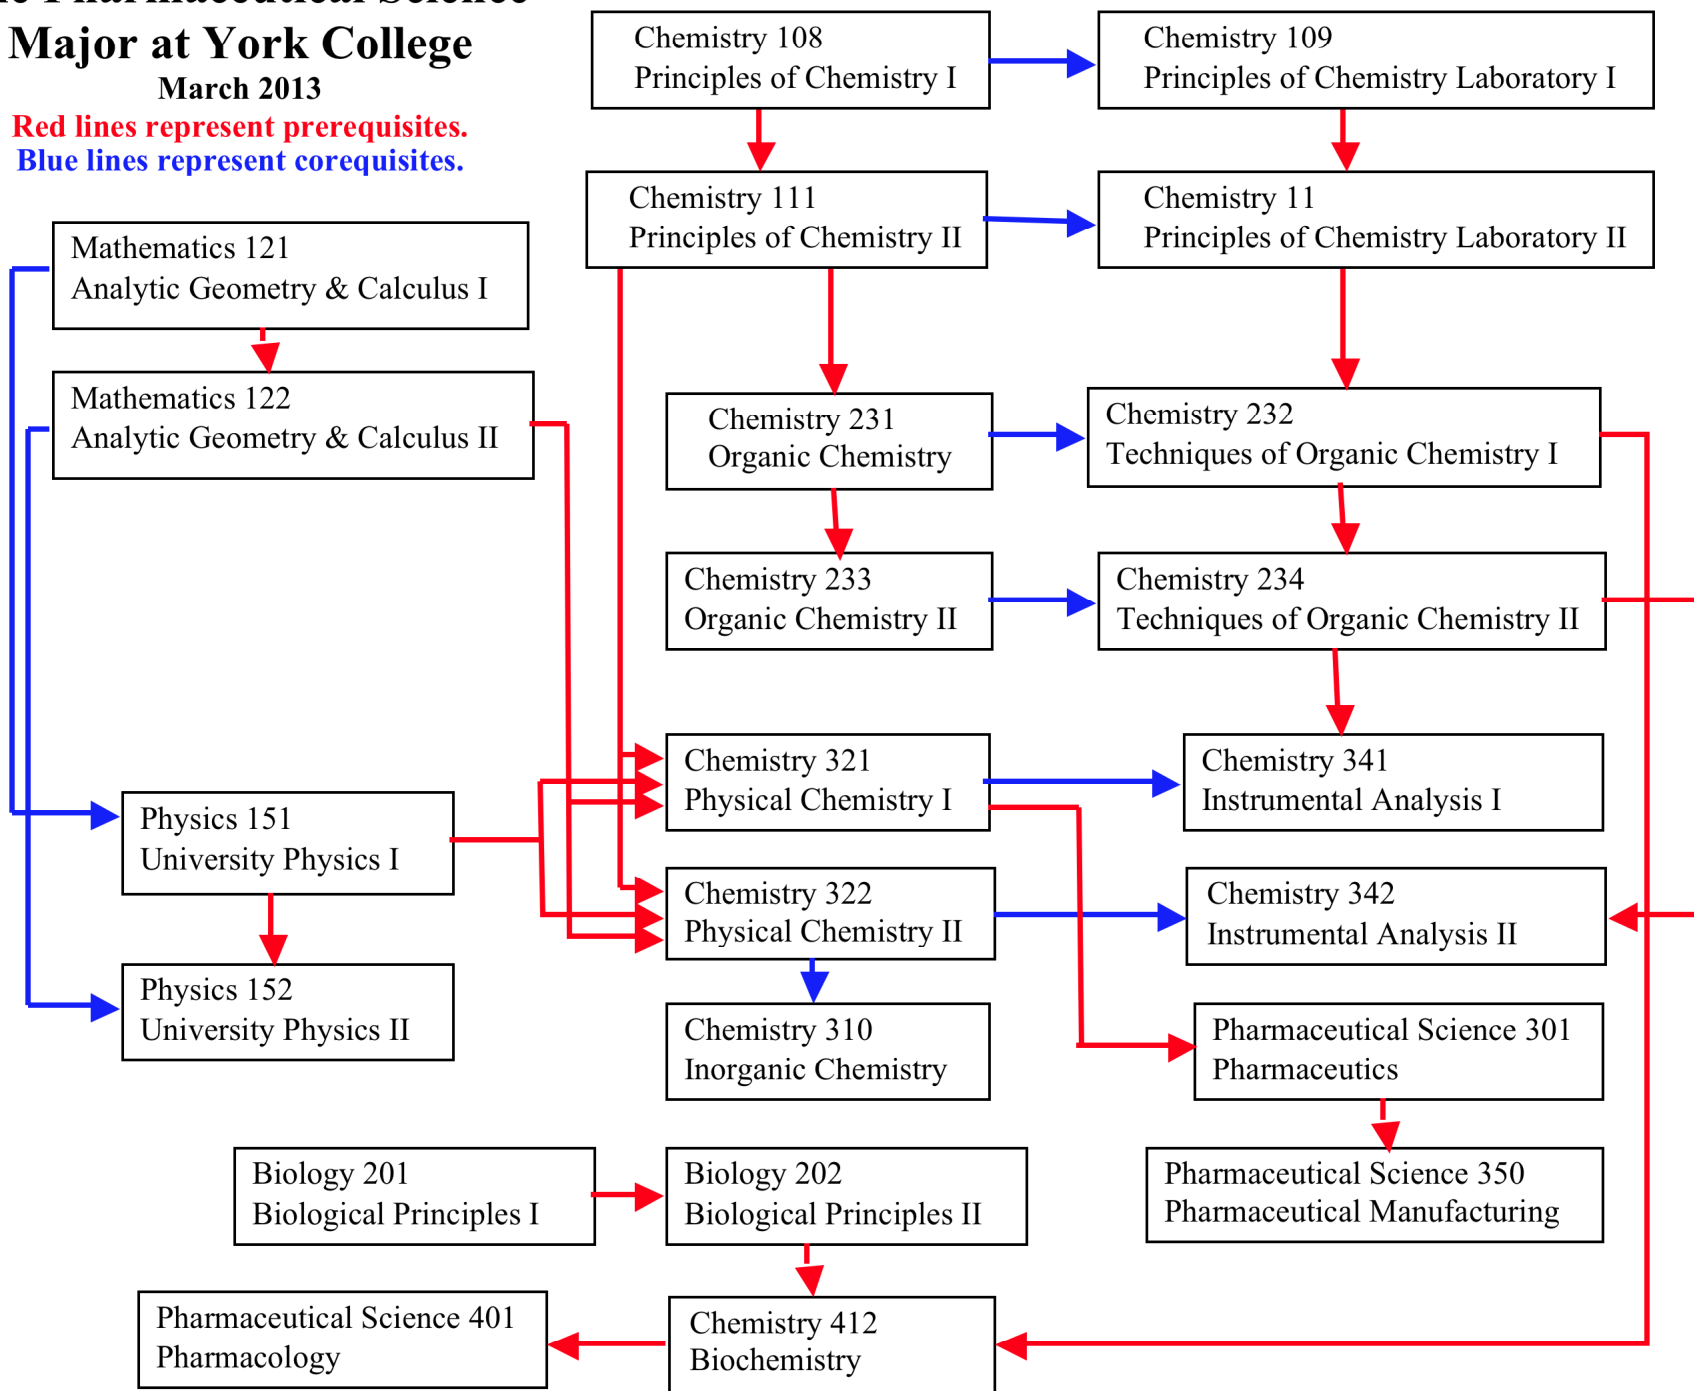 Pharmaceutical Science
Major at York College
March 2013
Red lines represent prerequisites.
Blue lines represent corequisites.
Chemistry 108
Principles of Chemistry I
Chemistry 109
Principles of Chemistry Laboratory I
Chemistry 111
Principles of Chemistry II
Chemistry 11
Principles of Chemistry Laboratory II
Mathematics 121
Analytic Geometry & Calculus I
Mathematics 122
Analytic Geometry & Calculus II
Chemistry 231
Organic Chemistry
Chemistry 232
Techniques of Organic Chemistry I
Chemistry 233
Organic Chemistry II
Chemistry 234
Techniques of Organic Chemistry II
Chemistry 321
Physical Chemistry I
Chemistry 341
Instrumental Analysis I
Physics 151
University Physics I
Chemistry 322
Physical Chemistry II
Chemistry 342
Instrumental Analysis II
Physics 152
University Physics II
Chemistry 310
Inorganic Chemistry
Pharmaceutical Science 301
Pharmaceutics
Biology 201
Biological Principles I
Biology 202
Biological Principles II
Pharmaceutical Science 350
Pharmaceutical Manufacturing
Pharmaceutical Science 401
Pharmacology
Chemistry 412
Biochemistry